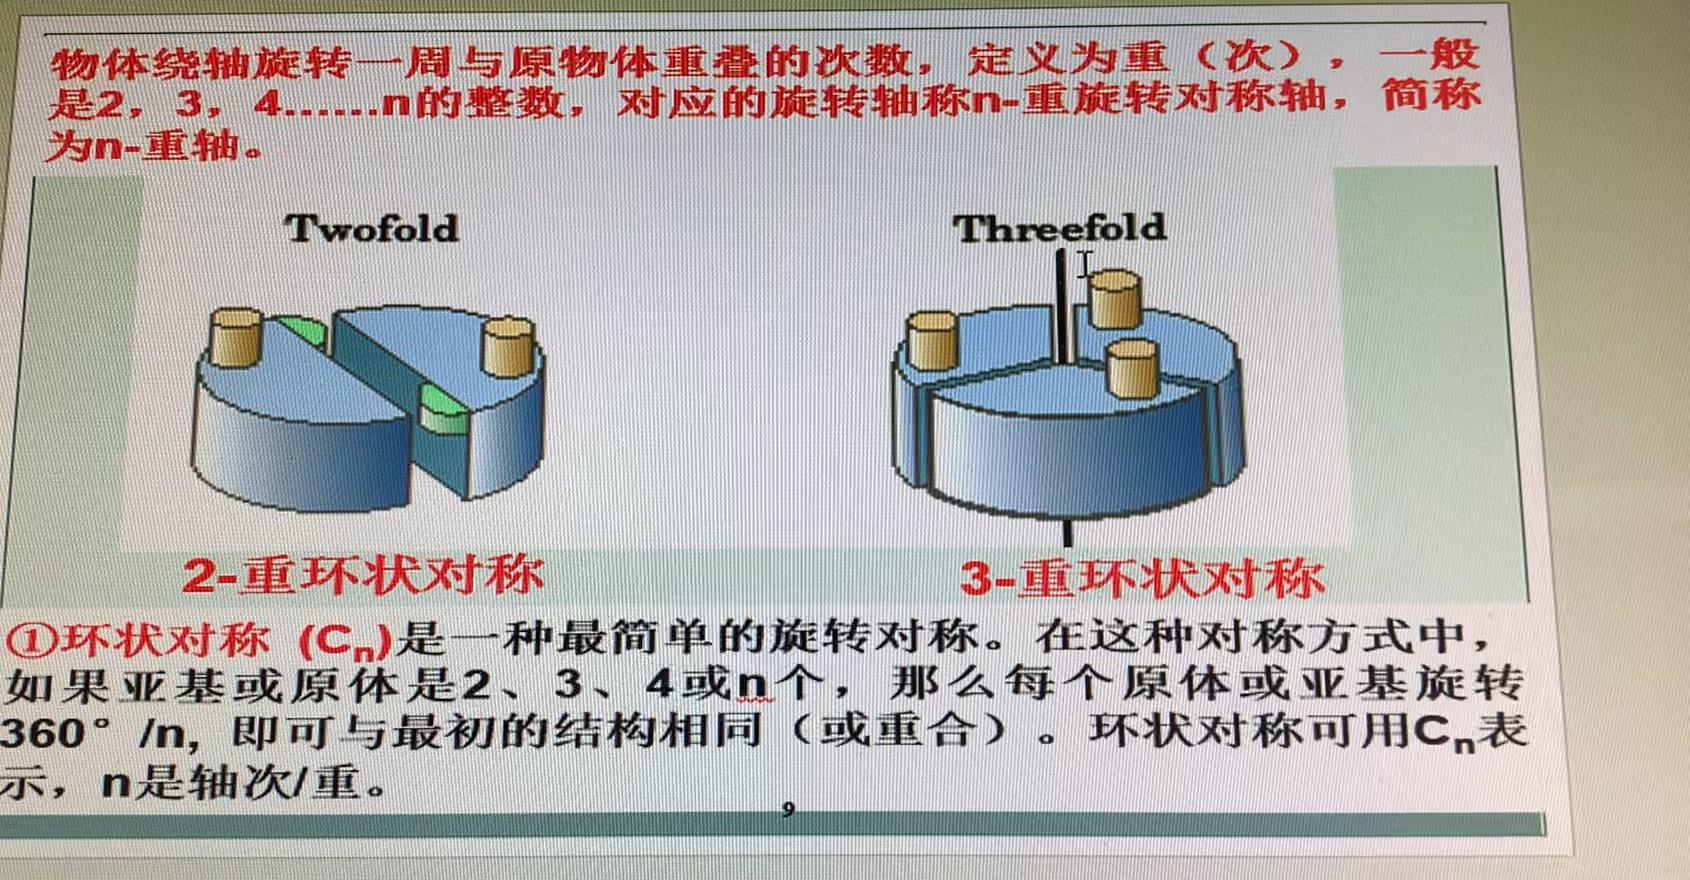 物体绕轴旋转一周与原物体重叠的次数，定义为重（次），一般
是2，3，4......n的整数，对应的旋转轴称n-重旋转对称轴，简称
为n-重轴。
Twofold
Threefold
2-重环状对称
3-重环状对称
①环状对称 (Cn)是一种最简单的旋转对称。在这种对称方式中，
如果亚基或原体是2、3、4或n个，那么每个原体或亚基旋转
360°/n, 即可与最初的结构相同（或重合）。环状对称可用Cn表
示，n是轴次/重。
9